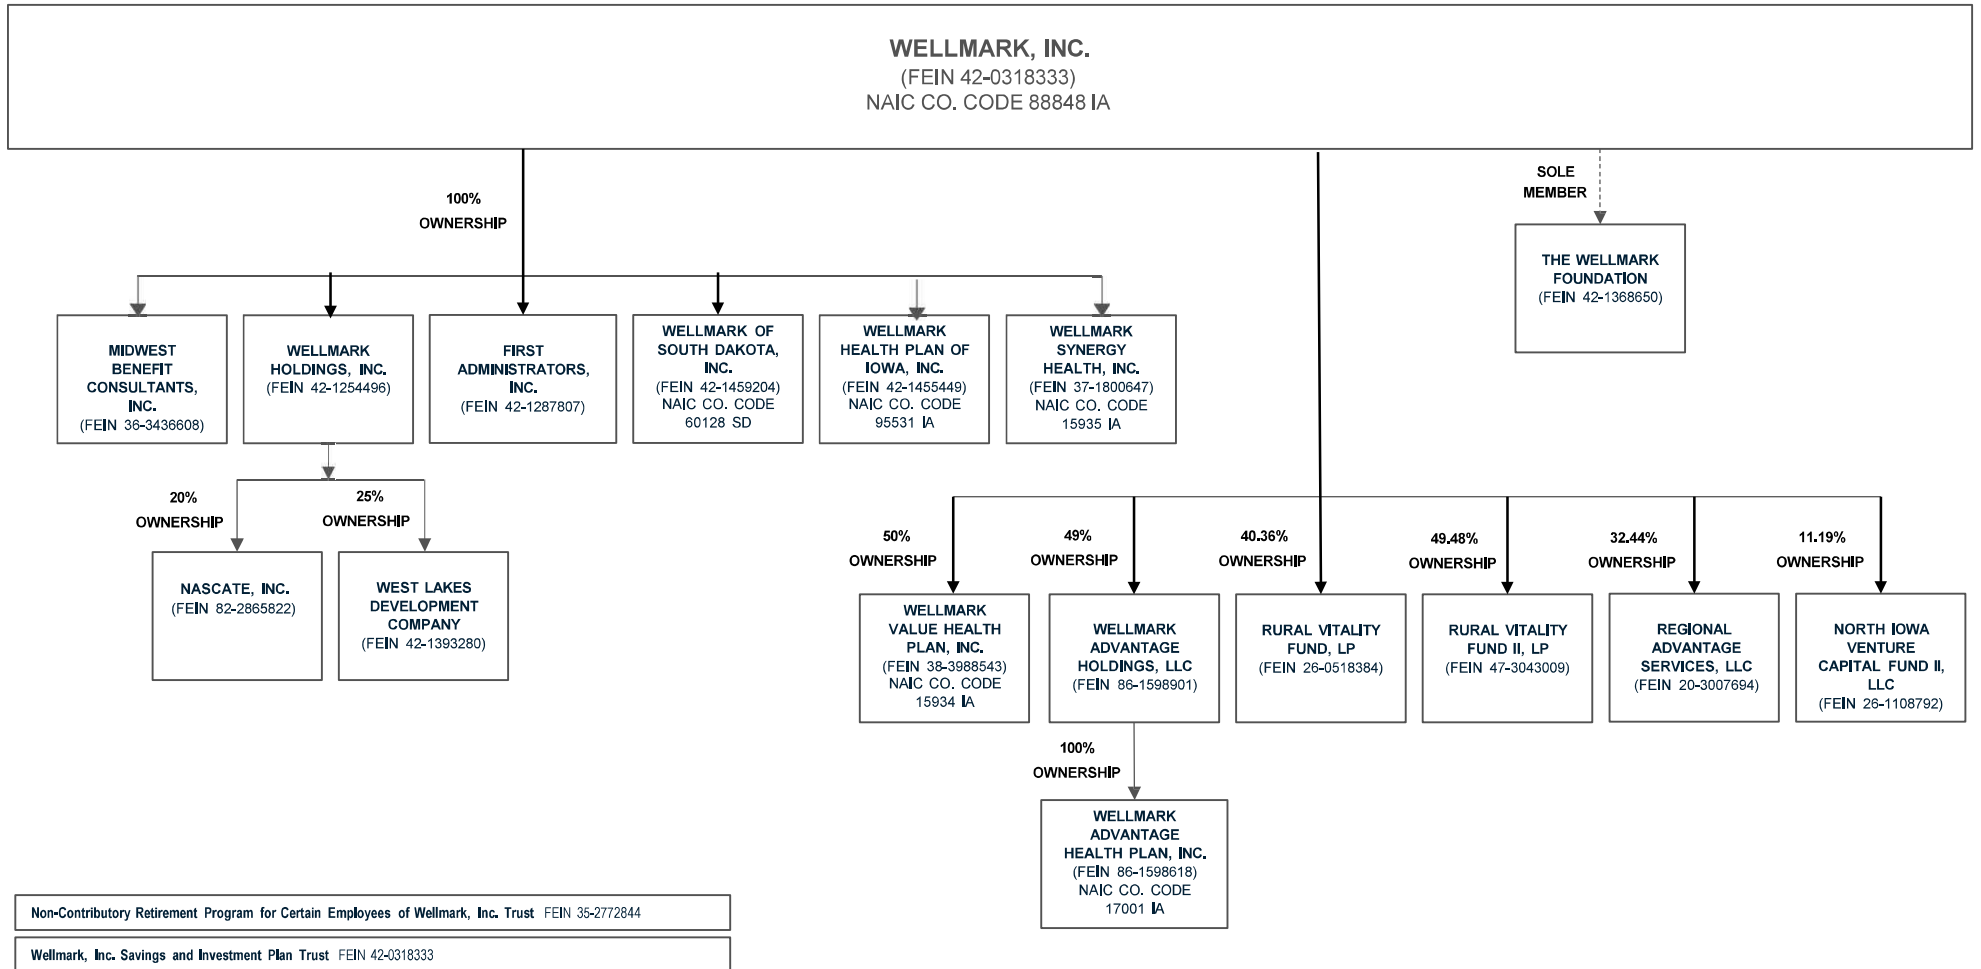 WELLMARK, INC.
(FEIN 42-0318333)
NAIC CO. CODE 88848 IA
100%
OWNERSHIP
SOLE
MEMBER
THE WELLMARK
FOUNDATION
(FEIN 42-1368650)
MIDWEST
BENEFIT
CONSULTANTS,
INC.
(FEIN 36-3436608)
WELLMARK
HOLDINGS, INC.
(FEIN 42-1254496)
FIRST
ADMINISTRATORS,
INC.
(FEIN 42-1287807)
WELLMARK OF
SOUTH DAKOTA,
INC.
(FEIN 42-1459204)
NAIC CO. CODE
60128 SD
WELLMARK
HEALTH PLAN OF
IOWA, INC.
(FEIN 42-1455449)
NAIC CO. CODE
95531 IA
WELLMARK
SYNERGY
HEALTH, INC.
(FEIN 37-1800647)
NAIC CO. CODE
15935 IA
20%
OWNERSHIP
25%
OWNERSHIP
NASCATE, INC.
(FEIN 82-2865822)
WEST LAKES
DEVELOPMENT
COMPANY
(FEIN 42-1393280)
50%
OWNERSHIP
49%
OWNERSHIP
40.36%
OWNERSHIP
49.48%
OWNERSHIP
32.44%
OWNERSHIP
11.19%
OWNERSHIP
WELLMARK
VALUE HEALTH
PLAN, INC.
(FEIN 38-3988543)
NAIC CO. CODE
15934 IA
WELLMARK
ADVANTAGE
HOLDINGS, LLC
(FEIN 86-1598901)
RURAL VITALITY
FUND, LP
(FEIN 26-0518384)
RURAL VITALITY
FUND II, LP
(FEIN 47-3043009)
REGIONAL
ADVANTAGE
SERVICES, LLC
(FEIN 20-3007694)
NORTH IOWA
VENTURE
CAPITAL FUND II,
LLC
(FEIN 26-1108792)
100%
OWNERSHIP
WELLMARK
ADVANTAGE
HEALTH PLAN, INC.
(FEIN 86-1598618)
NAIC CO. CODE
17001 IA
Non-Contributory Retirement Program for Certain Employees of Wellmark, Inc. Trust FEIN 35-2772844
Wellmark, Inc. Savings and Investment Plan Trust FEIN 42-0318333